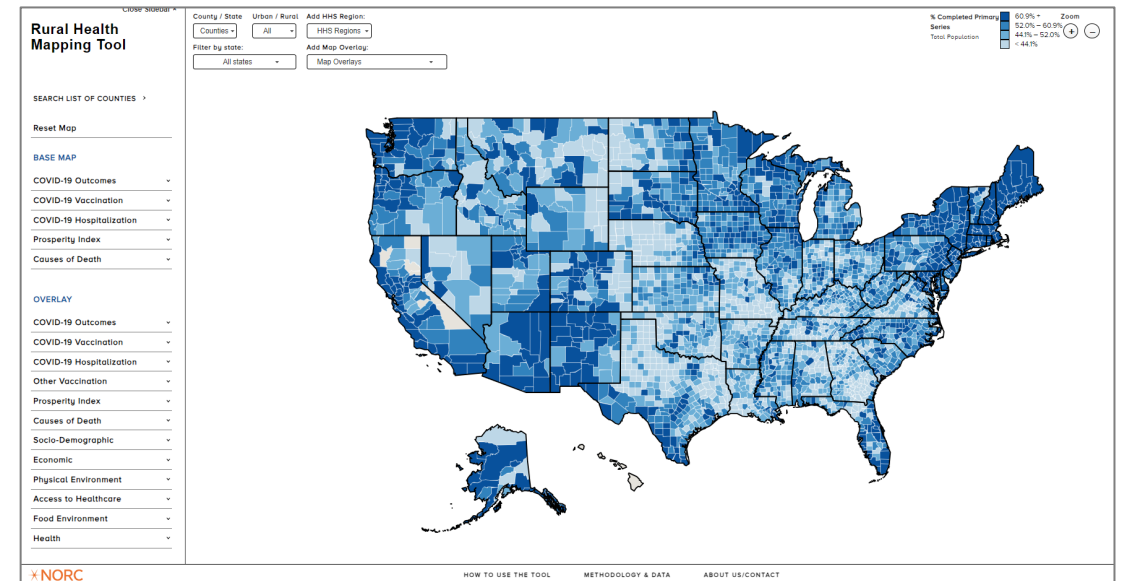 Close Sidebar
Rural Health
Mapping Tool
SEARCH LIST OF COUNTIES >
Reset Map
BASE MAP
COVID-19 Outcomes
COVID-19 Vaccination
COVID-19 Hospitalization
Prosperity Index
Causes of Death
OVERLAY
COVID-19 Outcomes
COVID-19 Vaccination
COVID-19 Hospitalization
Other Vaccination
Prosperity Index
Causes of Death
Socio-Demographic
Economic
Physical Environment
Access to Healthcare
Food Environment
Health
NORC
County / State Urban / Rural Add HHS Region:
Counties All HHS Regions
Filter by state: Add Map Overlay:
All states Map Overlays
% Completed Primary
Series
Total Population
60.9% +
52.0% – 60.9%
44.1% – 52.0%
< 44.1%
Zoom
+ −
HOW TO USE THE TOOL METHODOLOGY & DATA ABOUT US/CONTACT